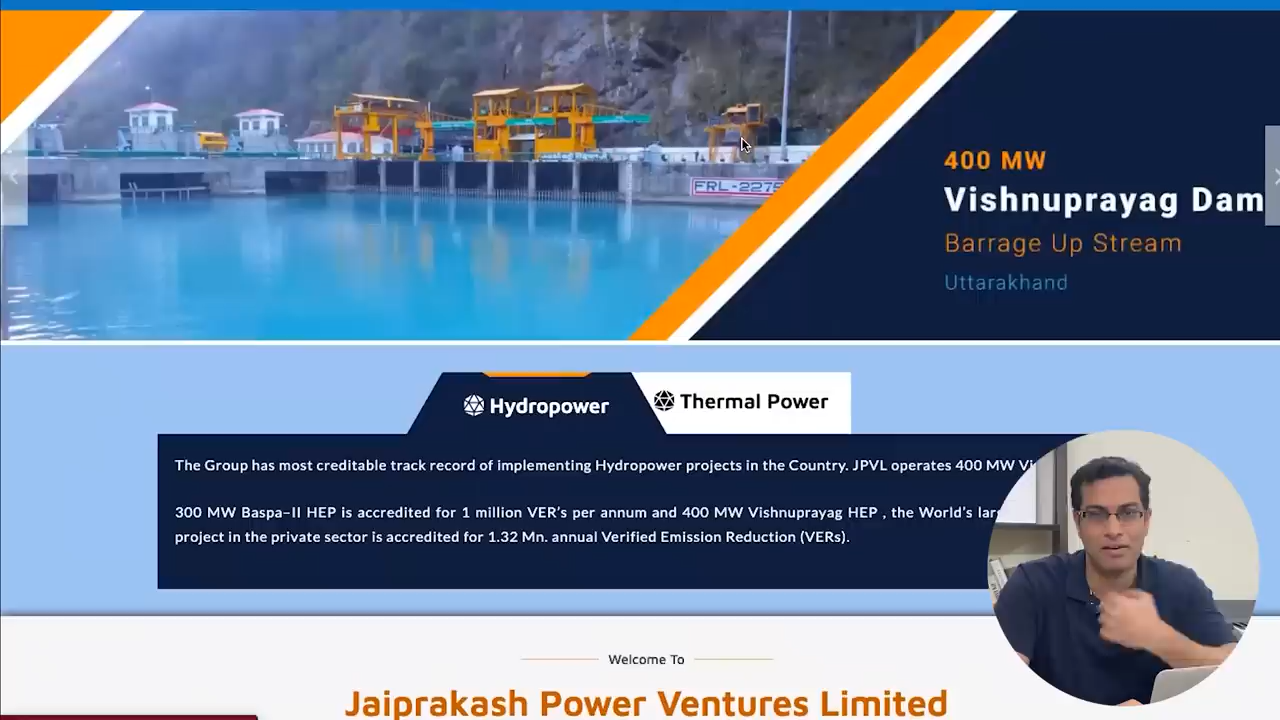 FRL-2275
400 MW
Vishnuprayag Dam
Barrage Up Stream
Uttarakhand
Hydropower
Thermal Power
The Group has most creditable track record of implementing Hydropower projects in the Country. JPVL operates 400 MW
300 MW Baspa–II HEP is accredited for 1 million VER's per annum and 400 MW Vishnuprayag HEP , the World's
project in the private sector is accredited for 1.32 Mn. annual Verified Emission Reduction (VERs).
Welcome To
Jaiprakash Power Ventures Limited